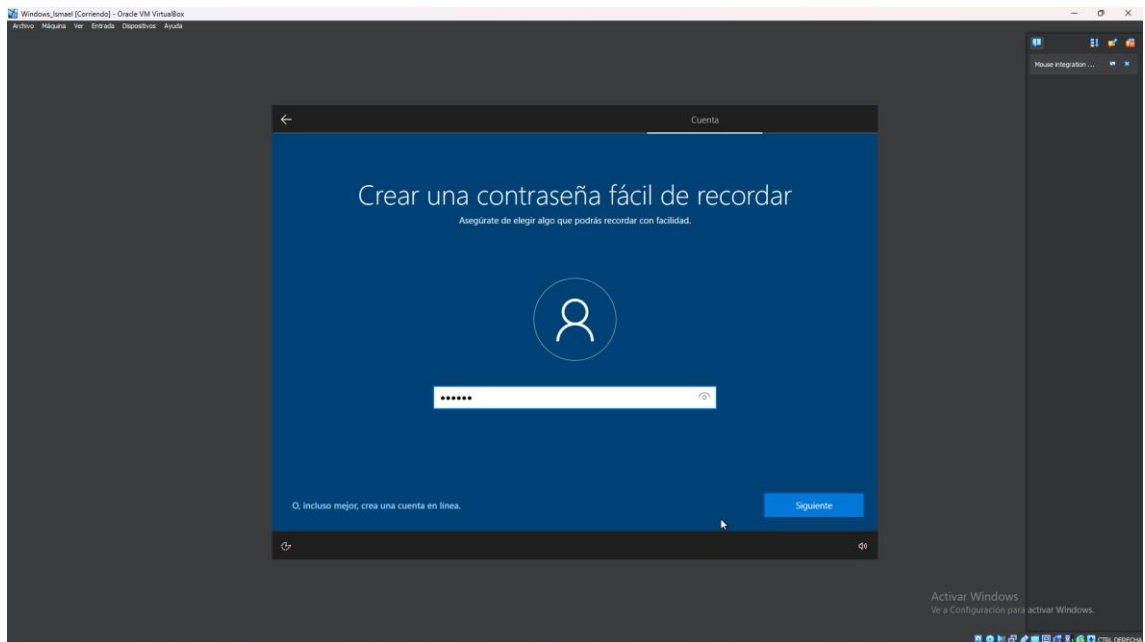 Windows_Ismael [Corriendo] - Oracle VM VirtualBox
Archivo Máquina Ver Entrada Dispositivos Ayuda
Mouse integration ...
Cuenta
Crear una contraseña fácil de recordar
Asegúrate de elegir algo que podrás recordar con facilidad.
••••••
O, incluso mejor, crea una cuenta en línea.
Siguiente
Activar Windows
Ve a Configuración para activar Windows.
CTRL DERECHA